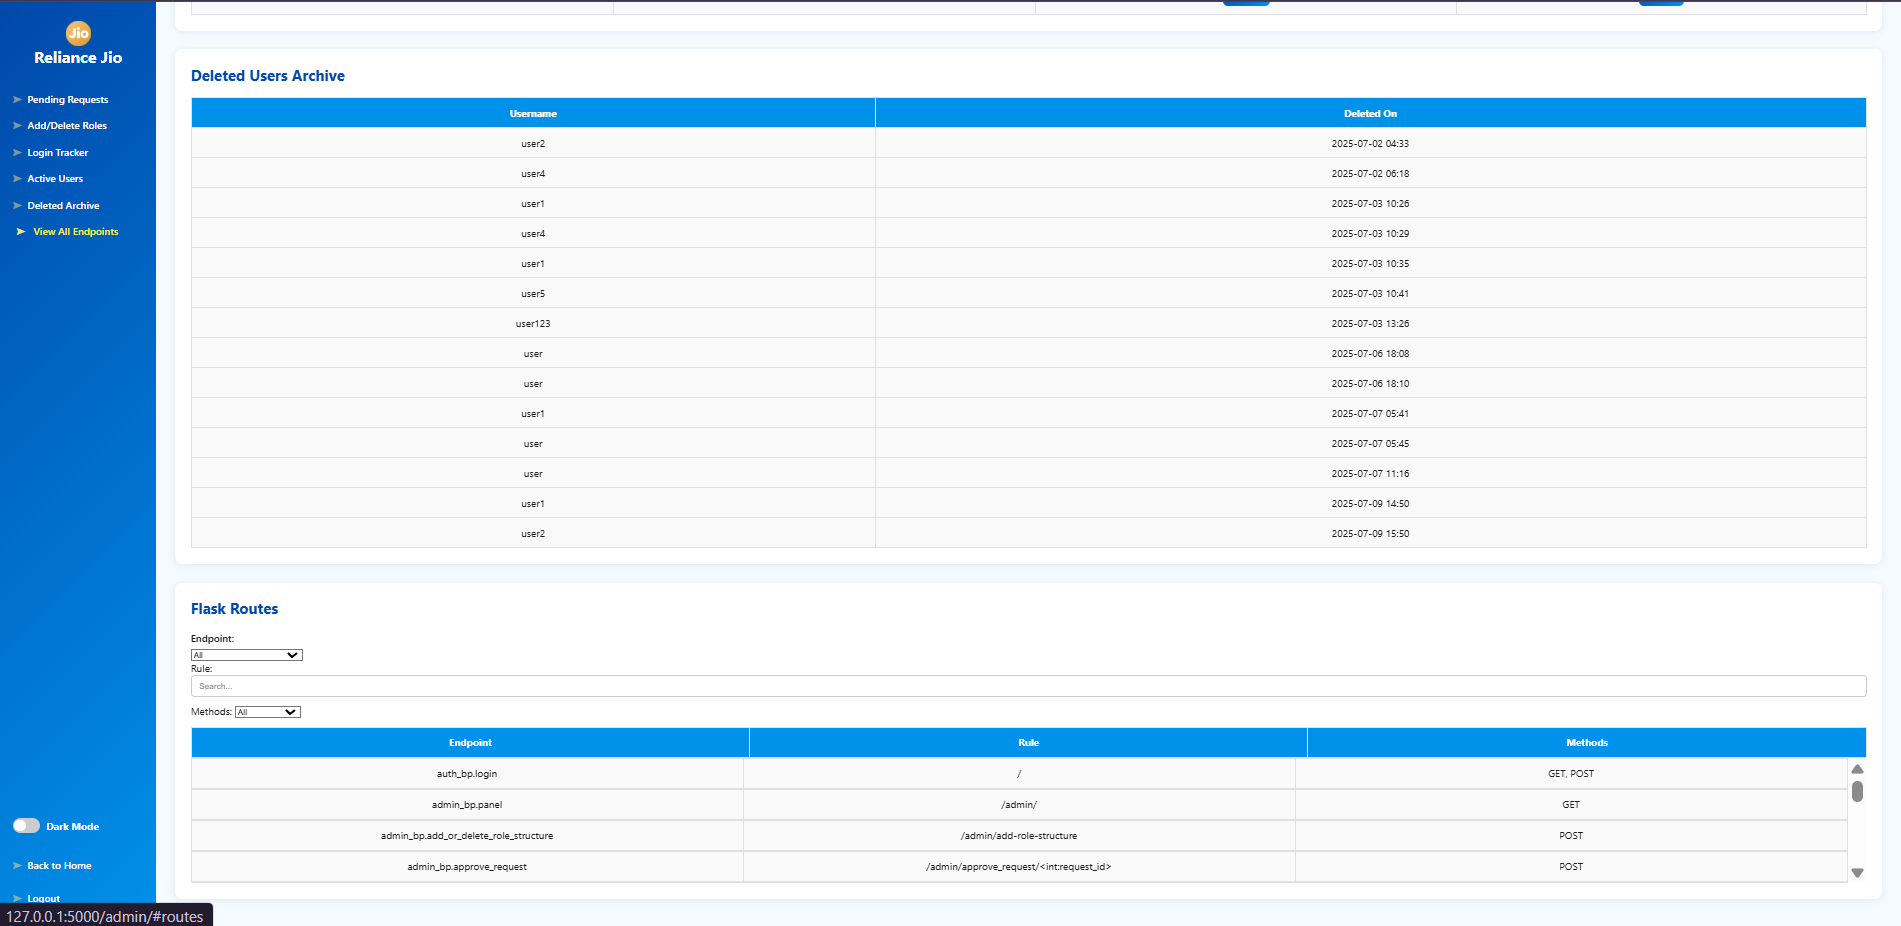 Jio
Reliance Jio
➤ Pending Requests
➤ Add/Delete Roles
➤ Login Tracker
➤ Active Users
➤ Deleted Archive
➤ View All Endpoints
Dark Mode
➤ Back to Home
➤ Logout
127.0.0.1:5000/admin/#routes
Deleted Users Archive
Username Deleted On
user2 2025-07-02 04:33
user4 2025-07-02 06:18
user1 2025-07-03 10:26
user4 2025-07-03 10:29
user1 2025-07-03 10:35
user5 2025-07-03 10:41
user123 2025-07-03 13:26
user 2025-07-06 18:08
user 2025-07-06 18:10
user1 2025-07-07 05:41
user 2025-07-07 05:45
user 2025-07-07 11:16
user1 2025-07-09 14:50
user2 2025-07-09 15:50
Flask Routes
Endpoint:
All
Rule:
Search...
Methods: All
Endpoint Rule Methods
auth_bp.login / GET, POST
admin_bp.panel /admin/ GET
admin_bp.add_or_delete_role_structure /admin/add-role-structure POST
admin_bp.approve_request /admin/approve_request/<int:request_id> POST